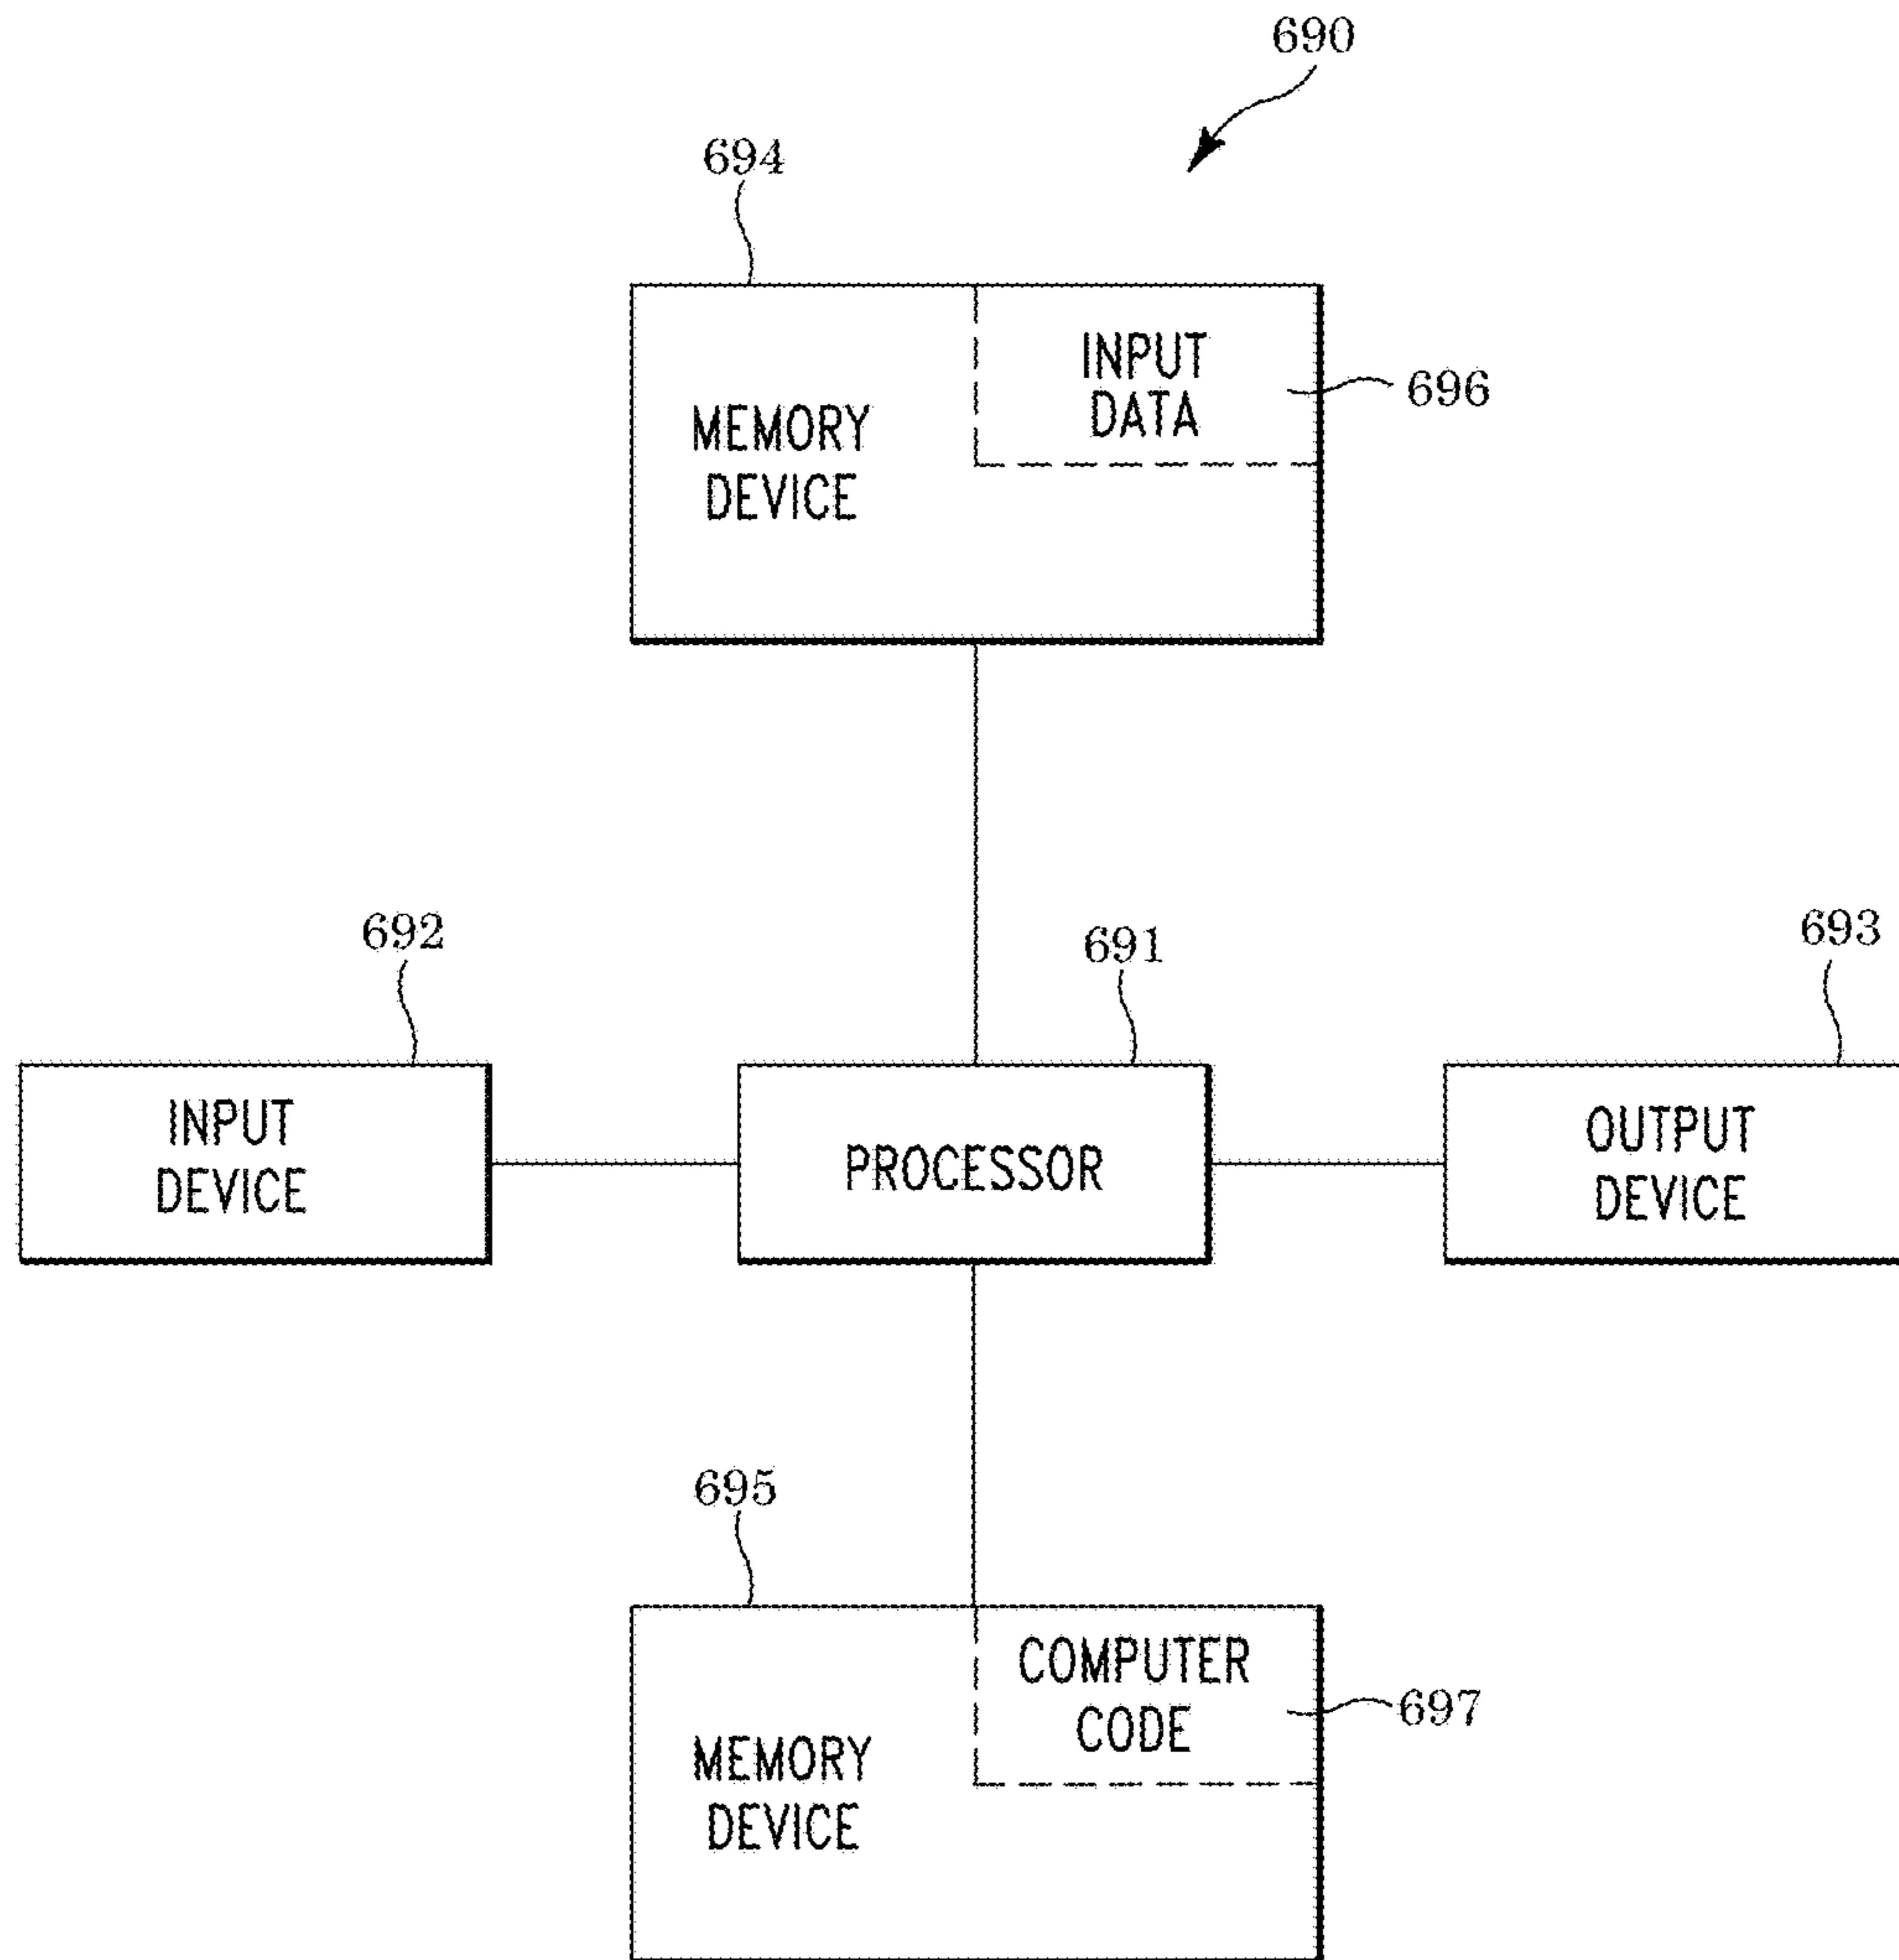 690
694
INPUT
DATA
696
MEMORY
DEVICE
692
691
693
INPUT
DEVICE
PROCESSOR
OUTPUT
DEVICE
695
COMPUTER
CODE
697
MEMORY
DEVICE